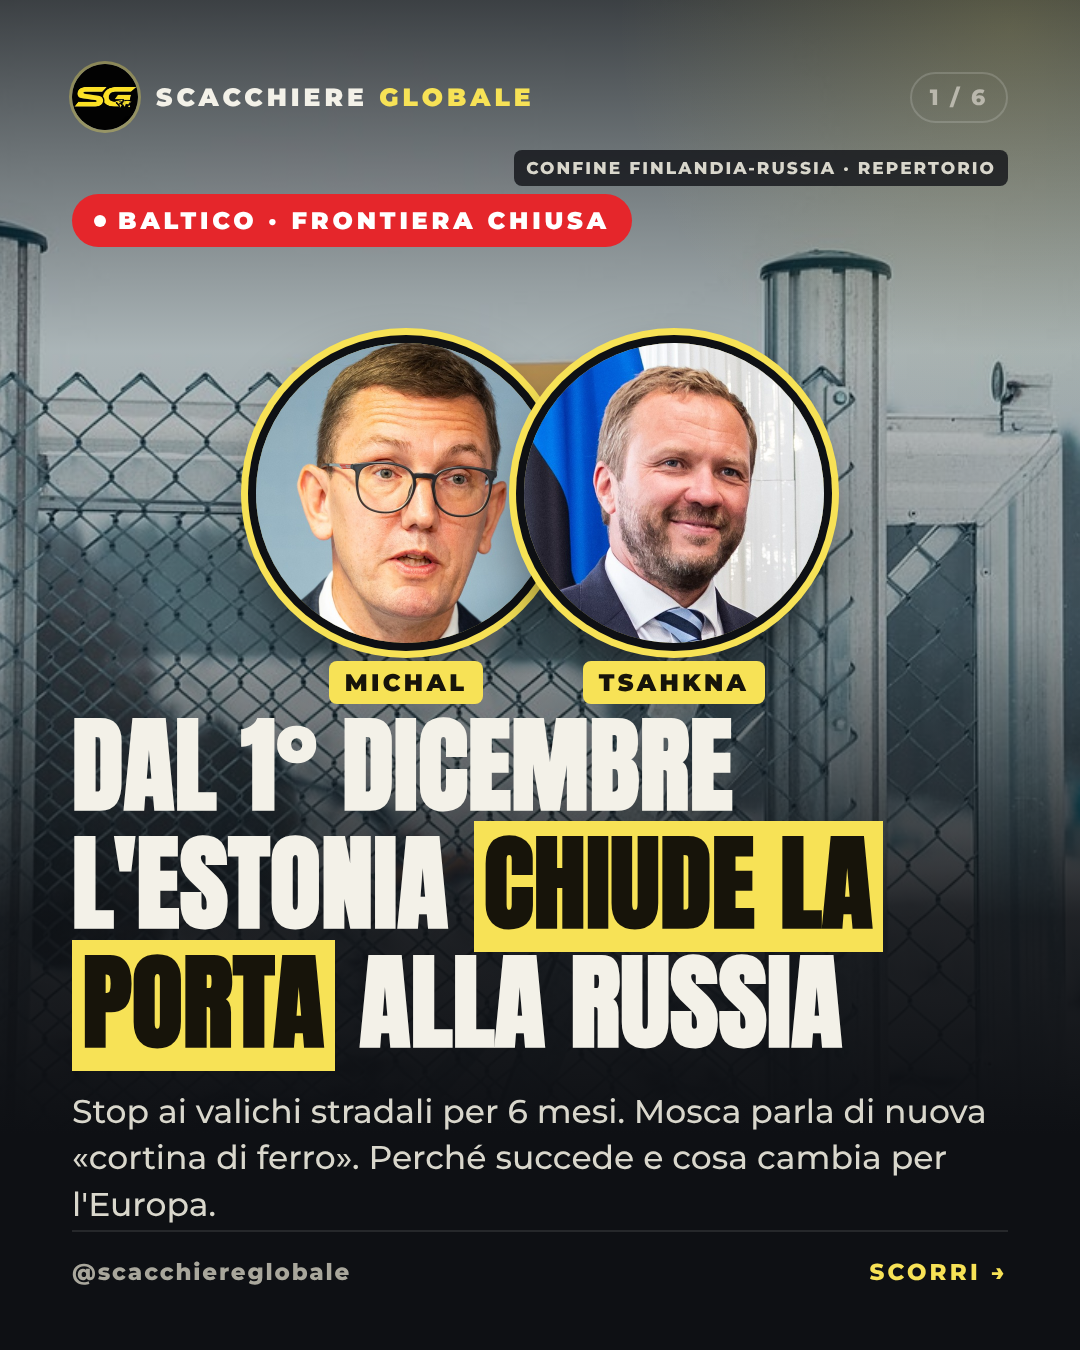 SG
SCACCHIERE GLOBALE
1 / 6
CONFINE FINLANDIA-RUSSIA · REPERTORIO
BALTICO · FRONTIERA CHIUSA
MICHAL
TSAHKNA
DAL 1° DICEMBRE
L'ESTONIA CHIUDE LA
PORTA ALLA RUSSIA
Stop ai valichi stradali per 6 mesi. Mosca parla di nuova
«cortina di ferro». Perché succede e cosa cambia per
l'Europa.
@scacchiereglobale
SCORRI →